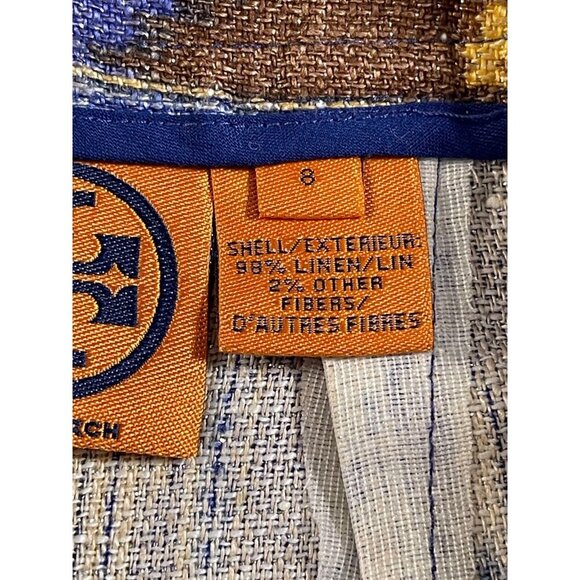 8
SHELL/EXTERIEUR:
98% LINEN/LIN
2% OTHER
FIBERS/
D'AUTRES FIBRES
RCH